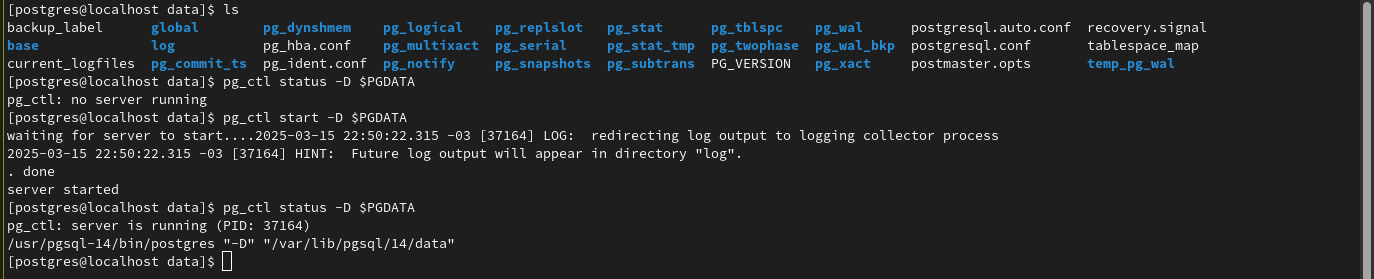 [postgres@localhost data]$ ls
backup_label global pg_dynshmem pg_logical pg_replslot pg_stat pg_tblspc pg_wal postgresql.auto.conf recovery.signal
base log pg_hba.conf pg_multixact pg_serial pg_stat_tmp pg_twophase pg_wal_bkp postgresql.conf tablespace_map
current_logfiles pg_commit_ts pg_ident.conf pg_notify pg_snapshots pg_subtrans PG_VERSION pg_xact postmaster.opts temp_pg_wal
[postgres@localhost data]$ pg_ctl status -D $PGDATA
pg_ctl: no server running
[postgres@localhost data]$ pg_ctl start -D $PGDATA
waiting for server to start....2025-03-15 22:50:22.315 -03 [37164] LOG:  redirecting log output to logging collector process
2025-03-15 22:50:22.315 -03 [37164] HINT:  Future log output will appear in directory "log".
. done
server started
[postgres@localhost data]$ pg_ctl status -D $PGDATA
pg_ctl: server is running (PID: 37164)
/usr/pgsql-14/bin/postgres "-D" "/var/lib/pgsql/14/data"
[postgres@localhost data]$